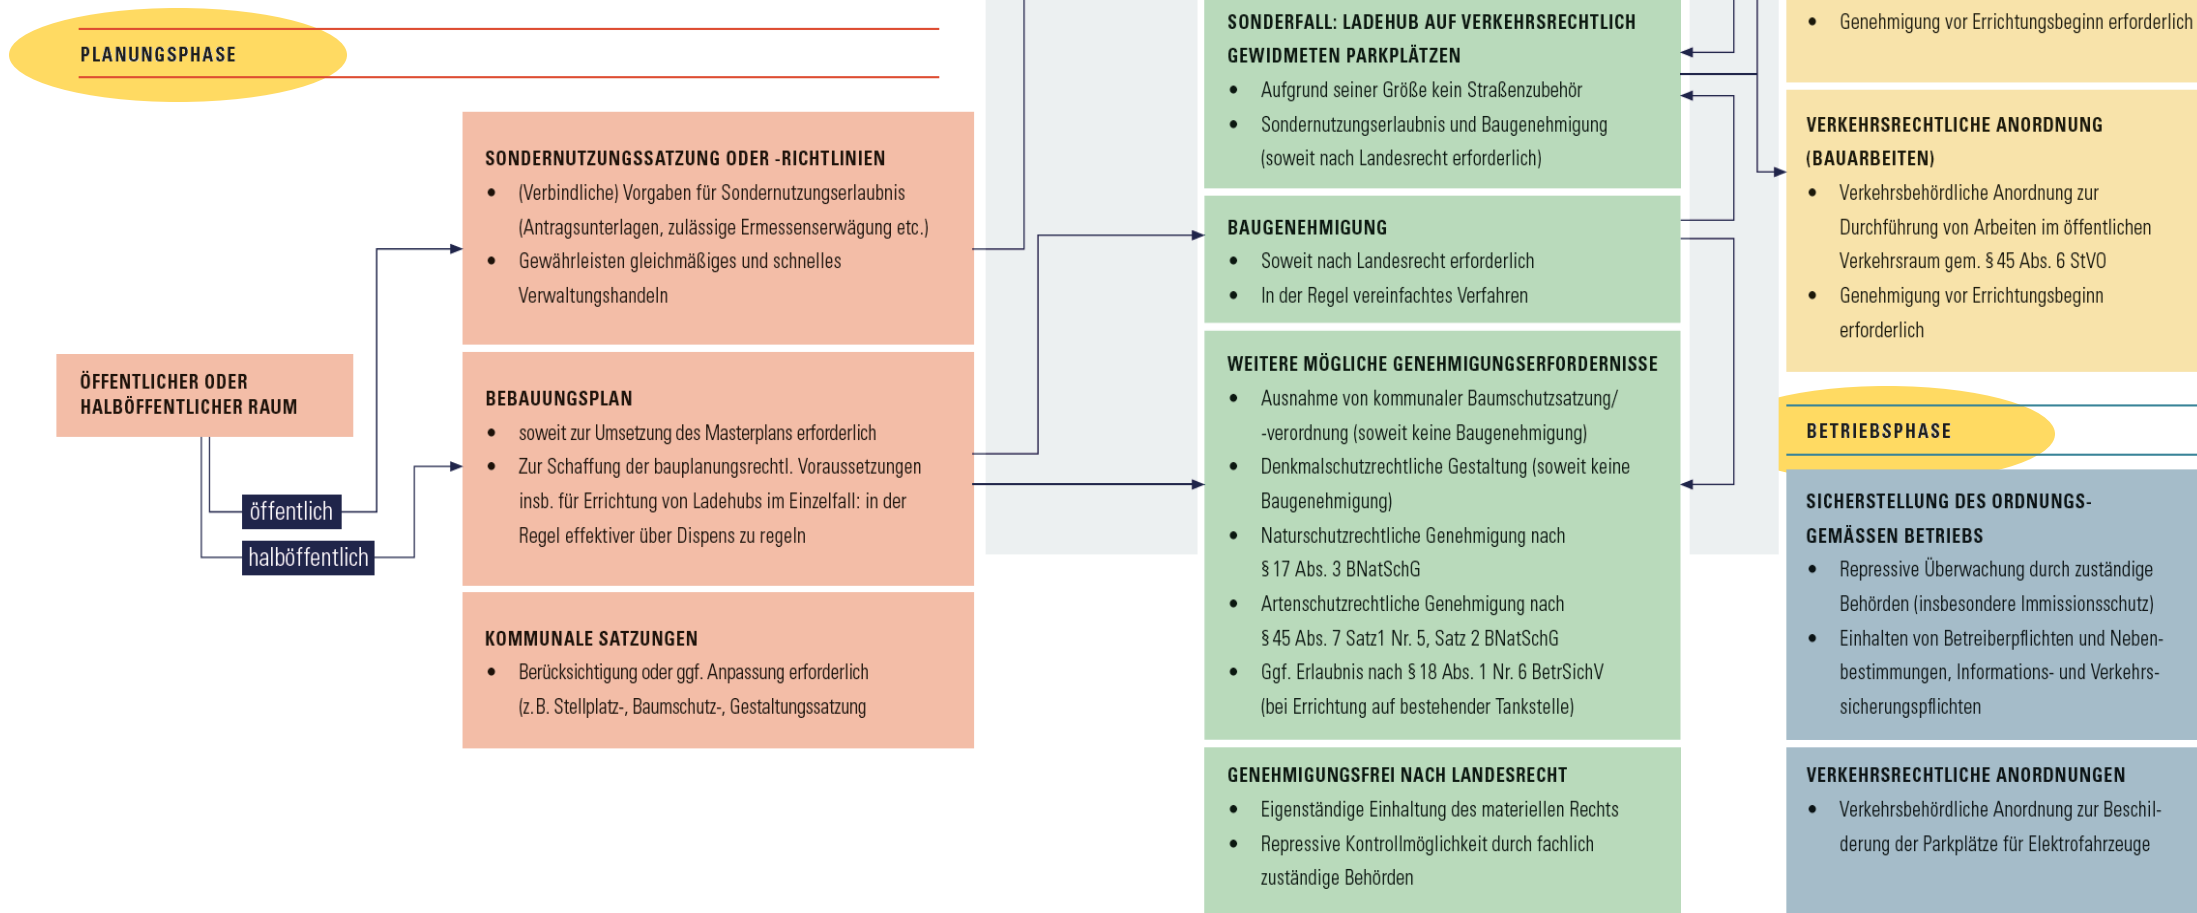 PLANUNGSPHASE
SONDERNUTZUNGSSATZUNG ODER -RICHTLINIEN
• (Verbindliche) Vorgaben für Sondernutzungserlaubnis
(Antragsunterlagen, zulässige Ermessenserwägung etc.)
• Gewährleisten gleichmäßiges und schnelles
Verwaltungshandeln
ÖFFENTLICHER ODER
HALBÖFFENTLICHER RAUM
öffentlich
halböffentlich
BEBAUUNGSPLAN
• soweit zur Umsetzung des Masterplans erforderlich
• Zur Schaffung der bauplanungsrechtl. Voraussetzungen
insb. für Errichtung von Ladehubs im Einzelfall: in der
Regel effektiver über Dispens zu regeln
KOMMUNALE SATZUNGEN
• Berücksichtigung oder ggf. Anpassung erforderlich
(z. B. Stellplatz-, Baumschutz-, Gestaltungssatzung
SONDERFALL: LADEHUB AUF VERKEHRSRECHTLICH
GEWIDMETEN PARKPLÄTZEN
• Aufgrund seiner Größe kein Straßenzubehör
• Sondernutzungserlaubnis und Baugenehmigung
(soweit nach Landesrecht erforderlich)
BAUGENEHMIGUNG
• Soweit nach Landesrecht erforderlich
• In der Regel vereinfachtes Verfahren
WEITERE MÖGLICHE GENEHMIGUNGSERFORDERNISSE
• Ausnahme von kommunaler Baumschutzsatzung/
-verordnung (soweit keine Baugenehmigung)
• Denkmalschutzrechtliche Gestaltung (soweit keine
Baugenehmigung)
• Naturschutzrechtliche Genehmigung nach
§ 17 Abs. 3 BNatSchG
• Artenschutzrechtliche Genehmigung nach
§ 45 Abs. 7 Satz1 Nr. 5, Satz 2 BNatSchG
• Ggf. Erlaubnis nach § 18 Abs. 1 Nr. 6 BetrSichV
(bei Errichtung auf bestehender Tankstelle)
GENEHMIGUNGSFREI NACH LANDESRECHT
• Eigenständige Einhaltung des materiellen Rechts
• Repressive Kontrollmöglichkeit durch fachlich
zuständige Behörden
• Genehmigung vor Errichtungsbeginn erforderlich
VERKEHRSRECHTLICHE ANORDNUNG
(BAUARBEITEN)
• Verkehrsbehördliche Anordnung zur
Durchführung von Arbeiten im öffentlichen
Verkehrsraum gem. § 45 Abs. 6 StVO
• Genehmigung vor Errichtungsbeginn
erforderlich
BETRIEBSPHASE
SICHERSTELLUNG DES ORDNUNGS-
GEMÄSSEN BETRIEBS
• Repressive Überwachung durch zuständige
Behörden (insbesondere Immissionsschutz)
• Einhalten von Betreiberpflichten und Neben-
bestimmungen, Informations- und Verkehrs-
sicherungspflichten
VERKEHRSRECHTLICHE ANORDNUNGEN
• Verkehrsbehördliche Anordnung zur Beschil-
derung der Parkplätze für Elektrofahrzeuge